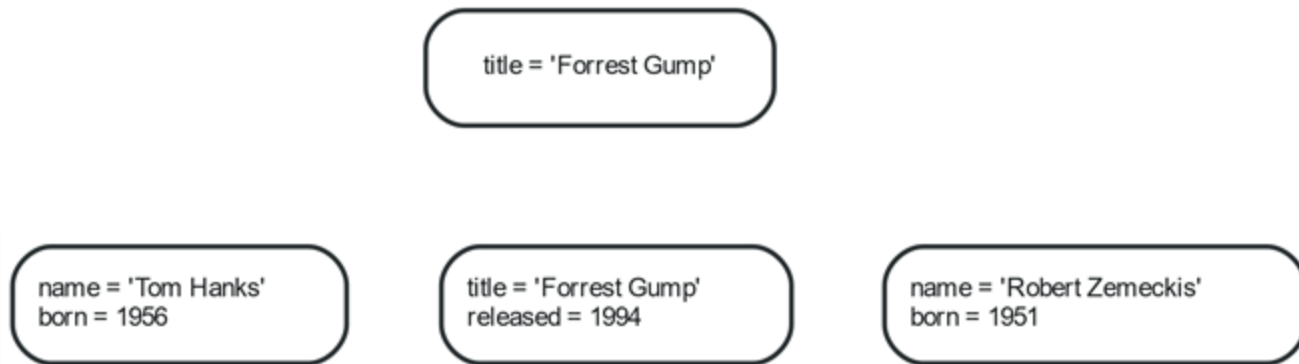 title = 'Forrest Gump'
name = 'Tom Hanks'
born = 1956
title = 'Forrest Gump'
released = 1994
name = 'Robert Zemeckis'
born = 1951